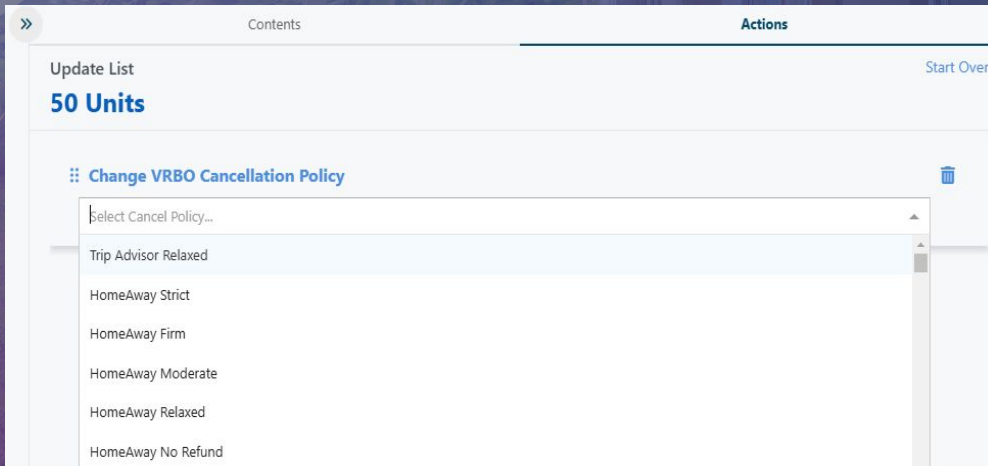 Contents
Actions
Update List
Start Over
50 Units
Change VRBO Cancellation Policy
Select Cancel Policy...
Trip Advisor Relaxed
HomeAway Strict
HomeAway Firm
HomeAway Moderate
HomeAway Relaxed
HomeAway No Refund